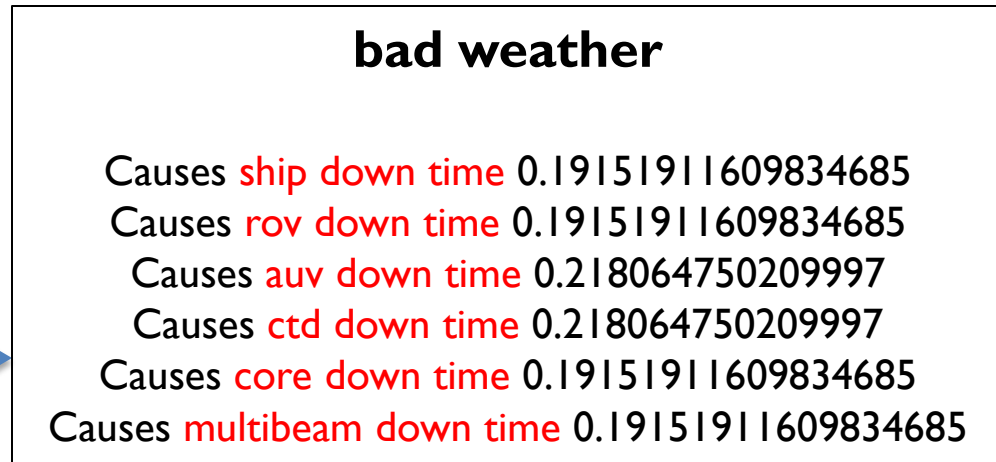 bad weather
Causes ship down time 0.19151911609834685
Causes rov down time 0.19151911609834685
Causes auv down time 0.218064750209997
Causes ctd down time 0.218064750209997
Causes core down time 0.19151911609834685
Causes multibeam down time 0.19151911609834685